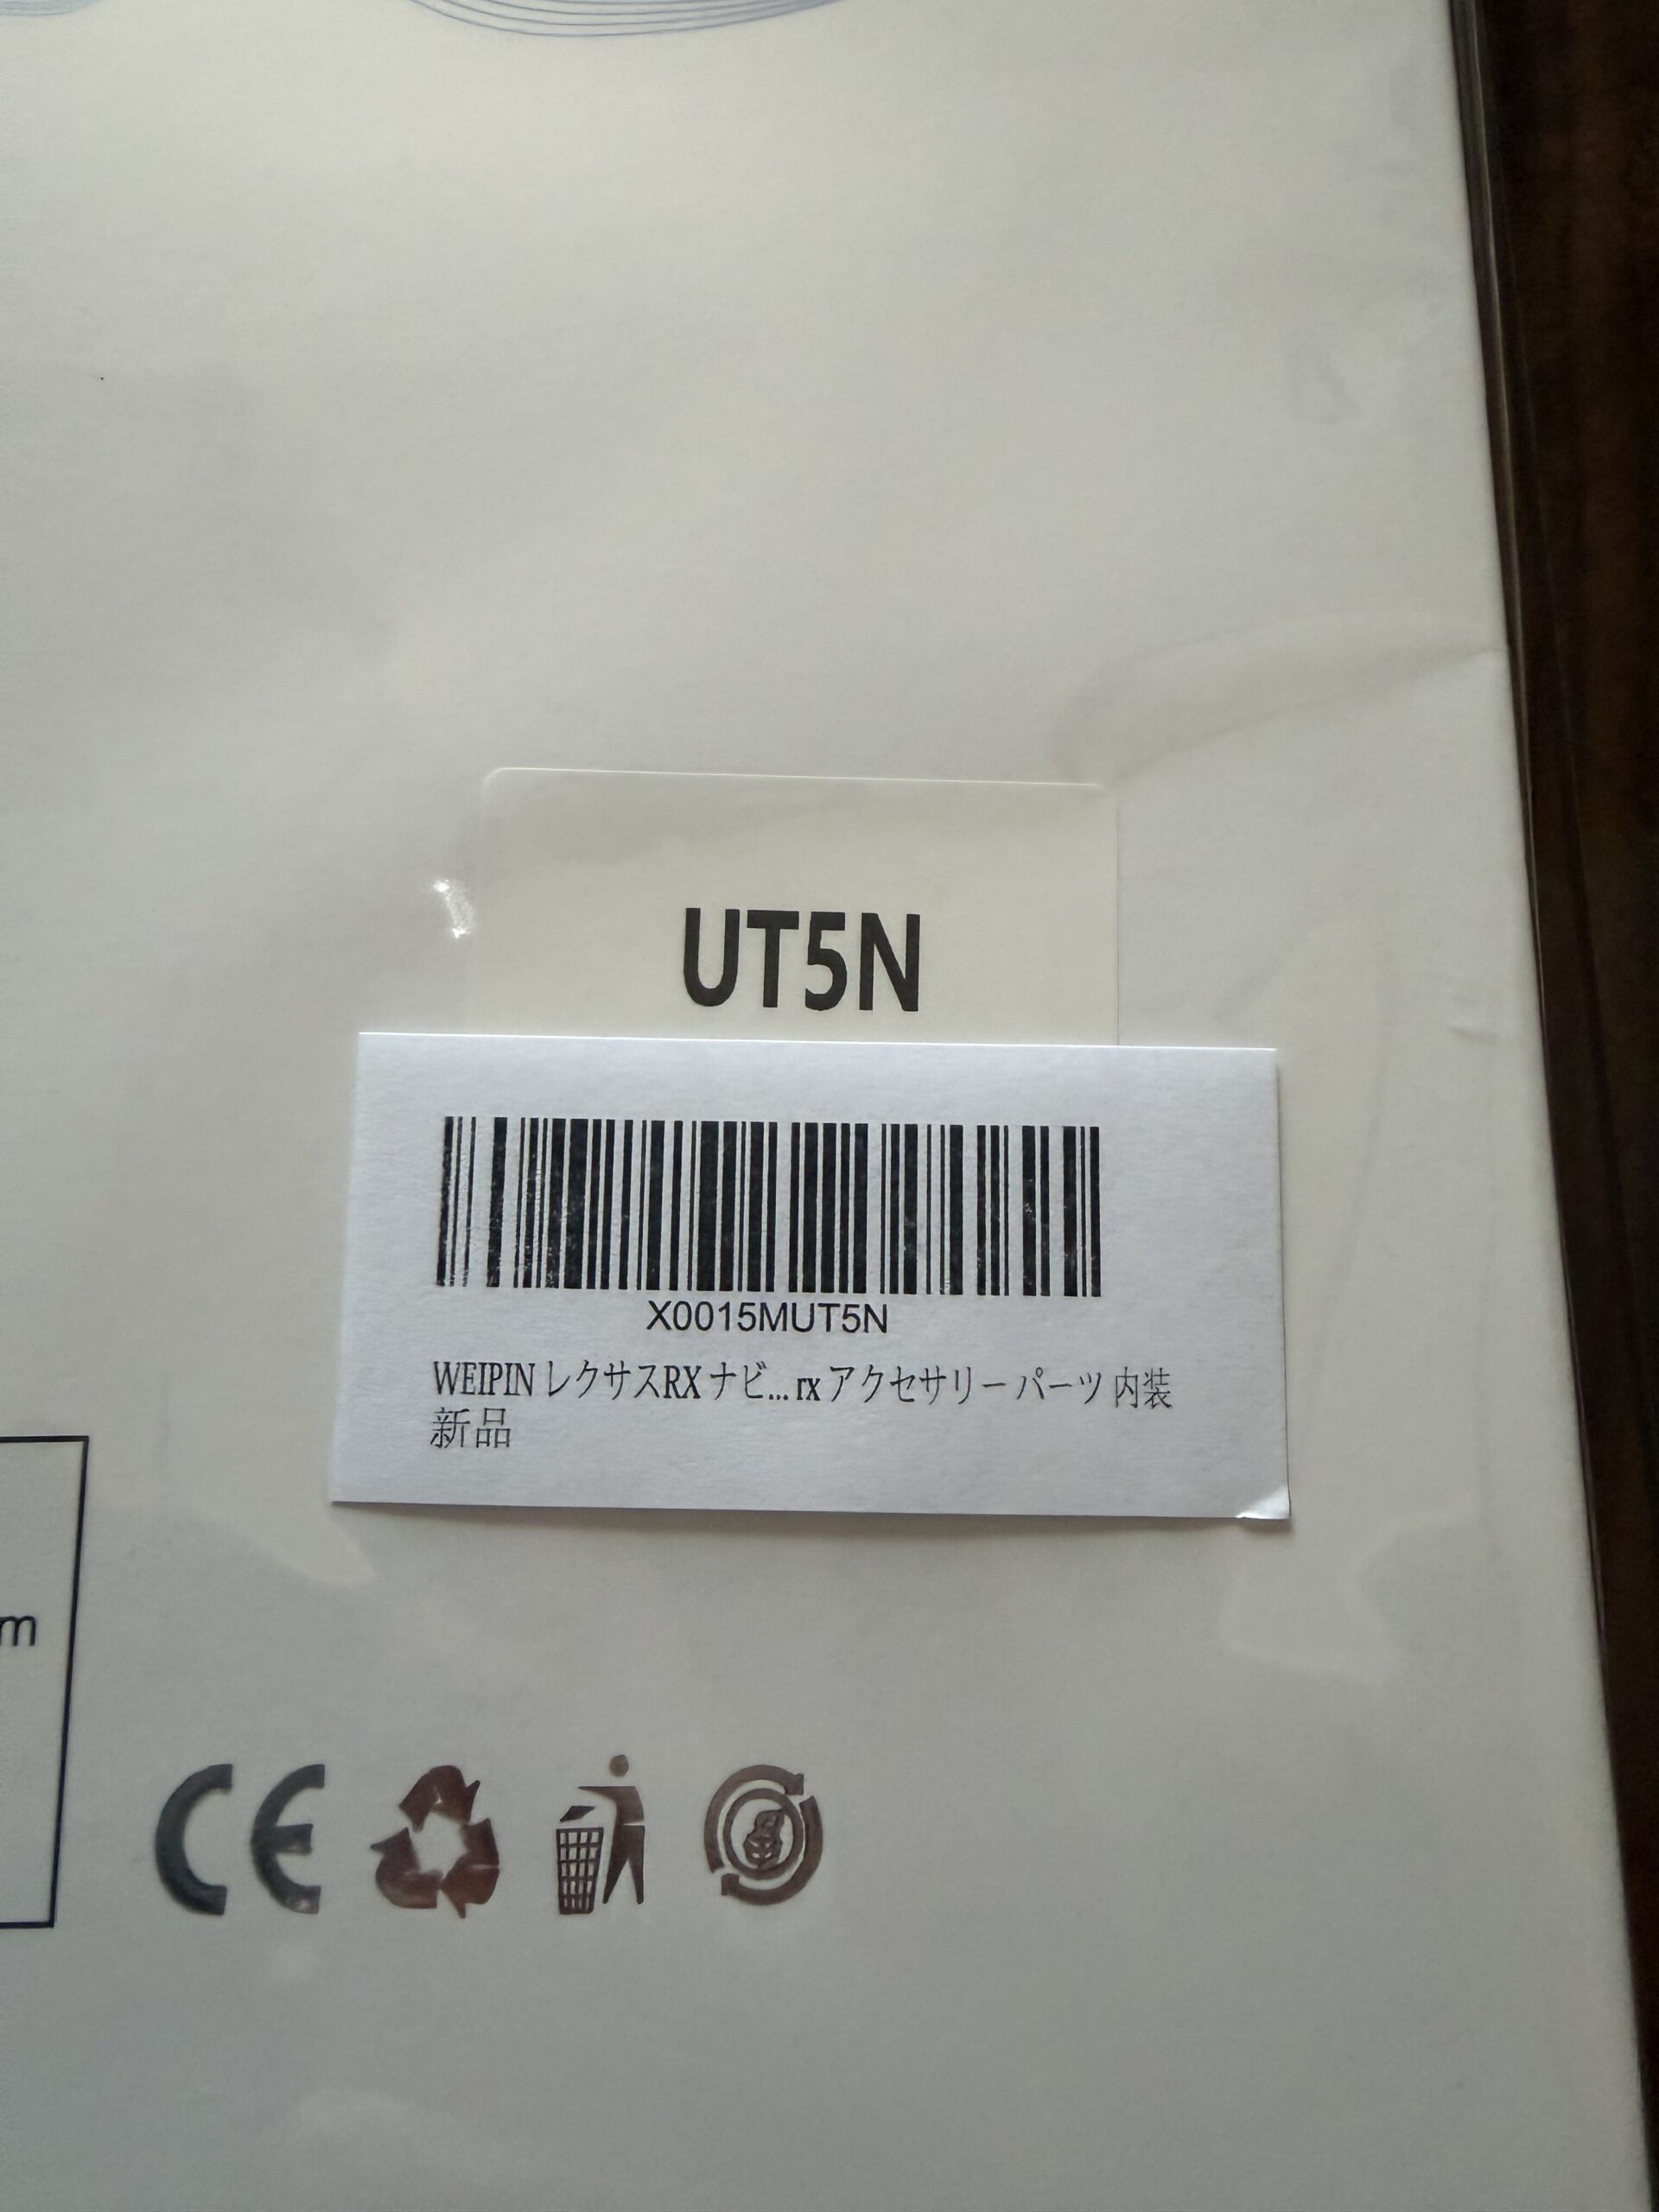 UT5N
X0015MUT5N
WEIPIN レクサスRX ナビ... rx アクセサリー パーツ 内装
新品
m
CE